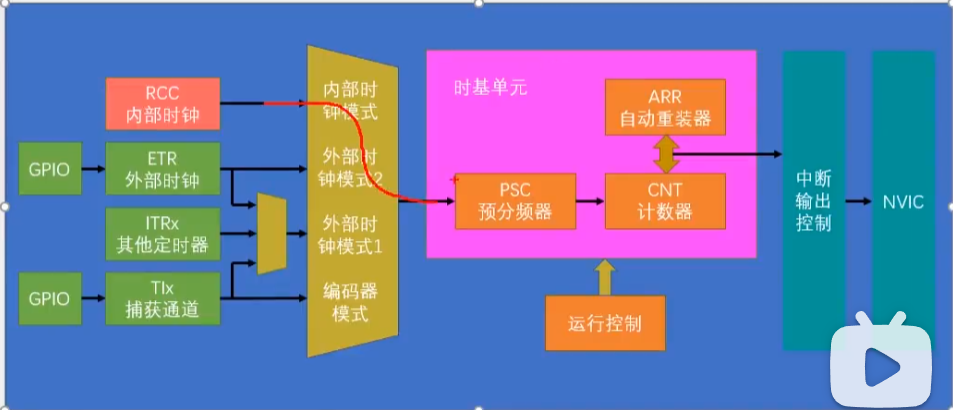 RCC
内部时钟
GPIO
ETR
外部时钟
ITRx
其他定时器
GPIO
TIx
捕获通道
内部时
钟模式
外部时
钟模式2
外部时
钟模式1
编码器
模式
时基单元
ARR
自动重装器
PSC
预分频器
CNT
计数器
运行控制
中断
输出
控制
NVIC